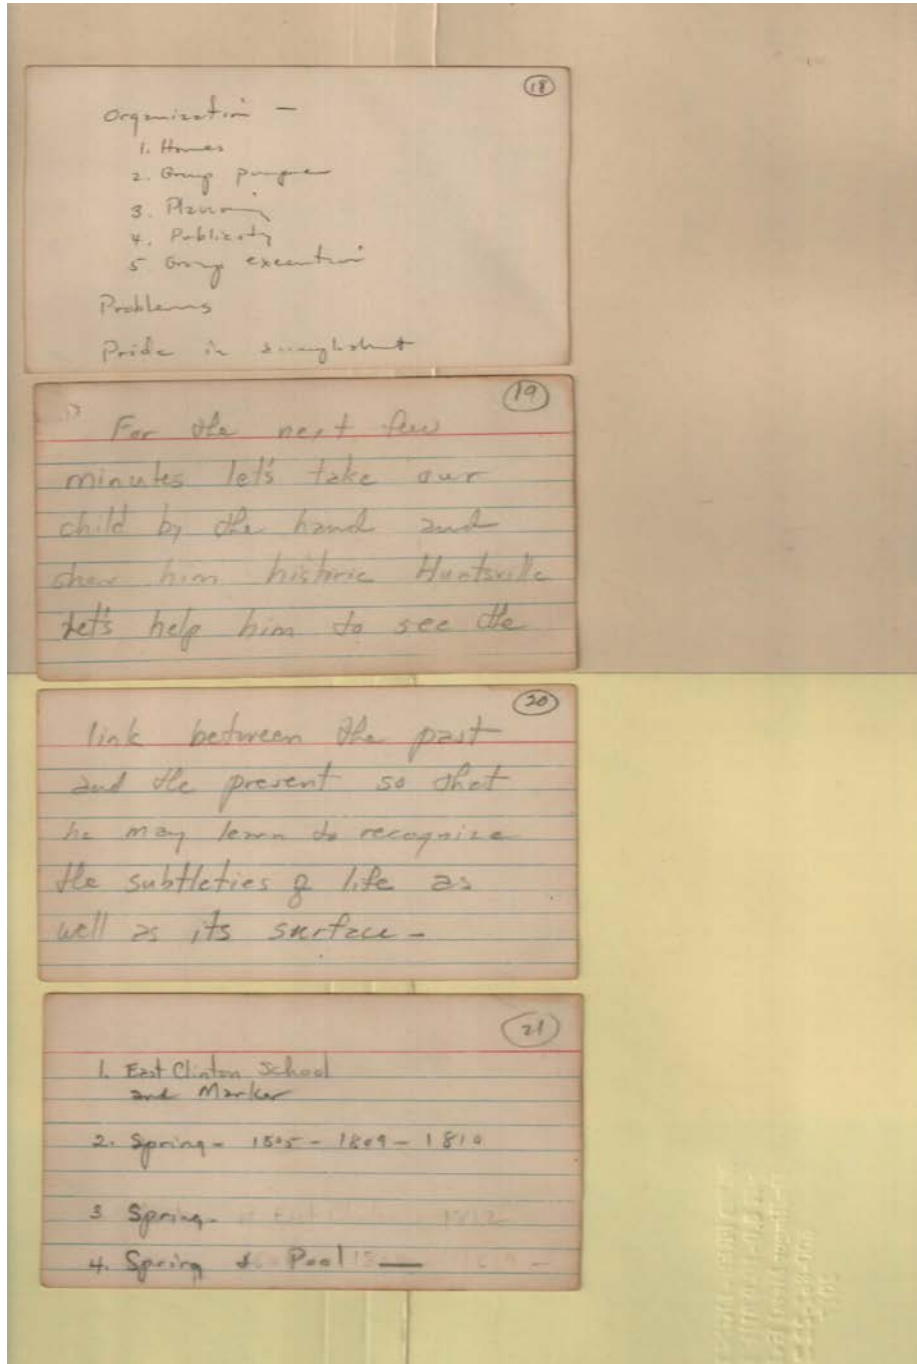 18
Organization -
1. Homes
2. Group purpose
3. Planning
4. Publicity
5 Group execution
Problems
Pride in
19
For the next few
minutes let's take our
child by the hand and
show him historic Huntsville
Let's help him to see the
20
link between the past
and the present so that
he may learn to recognize
the subtleties of life as
well as its surface -
21
1. East Clinton School
and Marker
2. Spring - 1805 - 1809 - 1810
3 Spring -
4. Spring & Pool —